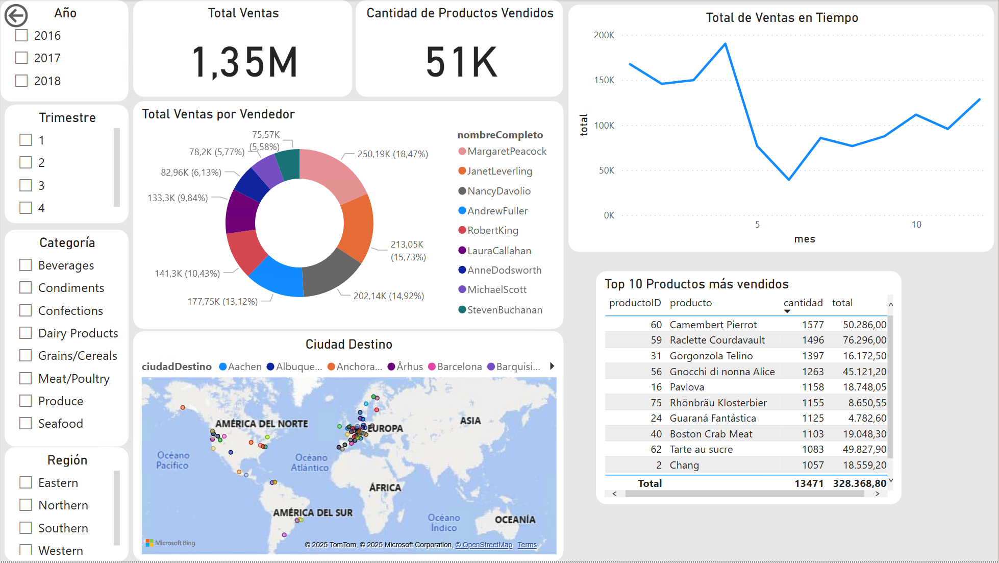 Año
2016
2017
2018
Trimestre
1
2
3
4
Categoría
Beverages
Condiments
Confections
Dairy Products
Grains/Cereals
Meat/Poultry
Produce
Seafood
Región
Eastern
Northern
Southern
Western
Total Ventas
1,35M
Cantidad de Productos Vendidos
51K
Total Ventas por Vendedor
75,57K
(5,58%)
78,2K (5,77%)
82,96K (6,13%)
133,3K (9,84%)
141,3K (10,43%)
177,75K (13,12%)
250,19K (18,47%)
213,05K
(15,73%)
202,14K (14,92%)
nombreCompleto
MargaretPeacock
JanetLeverling
NancyDavolio
AndrewFuller
RobertKing
LauraCallahan
AnneDodsworth
MichaelScott
StevenBuchanan
Ciudad Destino
ciudadDestino Aachen Albuque... Anchora... Århus Barcelona Barquisi...
AMÉRICA DEL NORTE
EUROPA
ASIA
Océano
Pacífico
Océano
Atlántico
ÁFRICA
AMÉRICA DEL SUR
Océano
Índico
OCEANÍA
Microsoft Bing
© 2025 TomTom, © 2025 Microsoft Corporation, © OpenStreetMap Terms
Total de Ventas en Tiempo
200K
150K
100K
50K
0K
total
5 10
mes
Top 10 Productos más vendidos
productoID producto cantidad total
60 Camembert Pierrot 1577 50.286,00
59 Raclette Courdavault 1496 76.296,00
31 Gorgonzola Telino 1397 16.172,50
56 Gnocchi di nonna Alice 1263 45.121,20
16 Pavlova 1158 18.748,05
75 Rhönbräu Klosterbier 1155 8.650,55
24 Guaraná Fantástica 1125 4.782,60
40 Boston Crab Meat 1103 19.048,30
62 Tarte au sucre 1083 49.827,90
2 Chang 1057 18.559,20
Total 13471 328.368,80